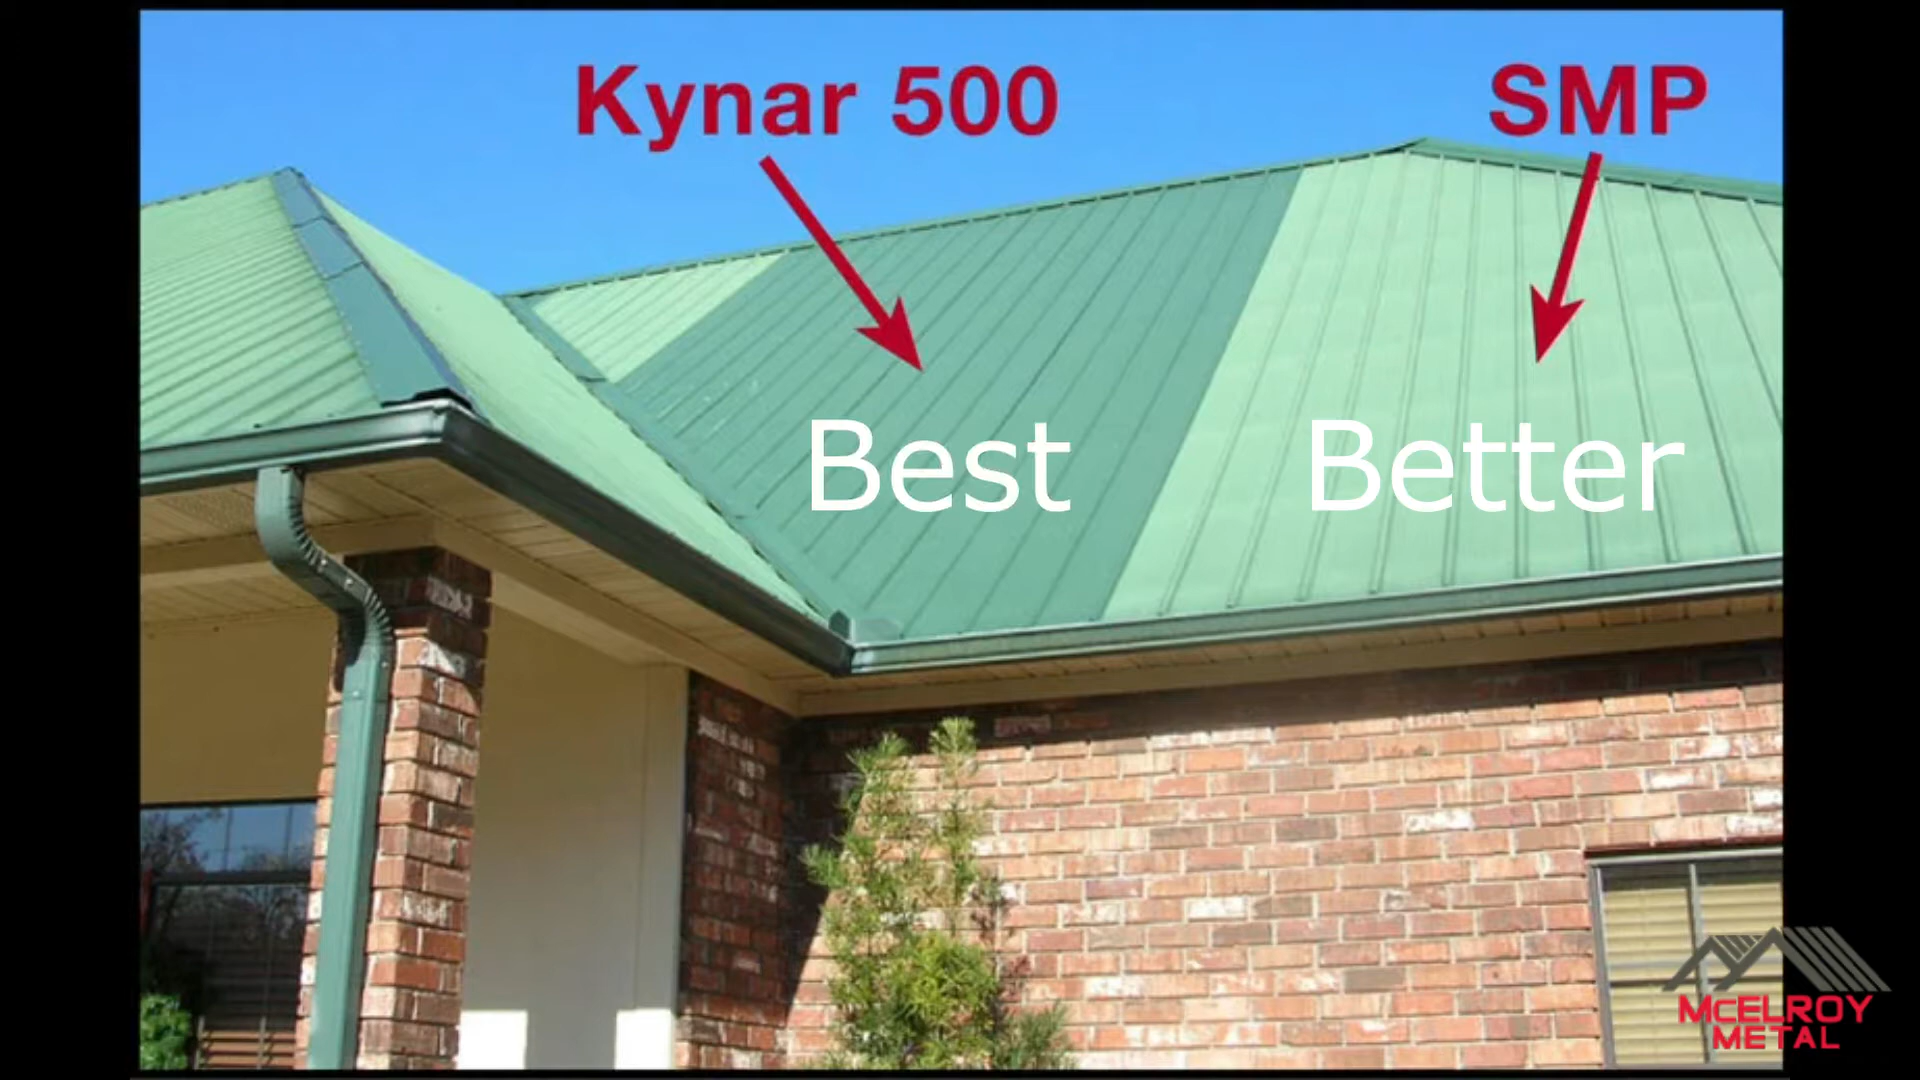 Kynar 500
SMP
Best
Better
MCELROY
METAL